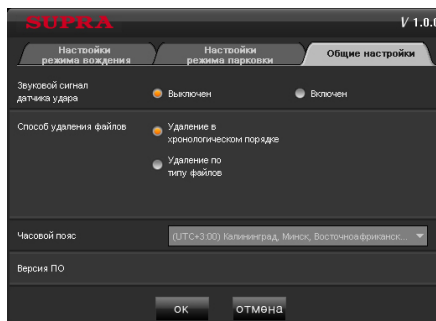 SUPRA
V 1.0.0
Настройки
режима вождения
Настройки
режима парковки
Общие настройки
Звуковой сигнал
датчика удара
Выключен
Включен
Способ удаления файлов
Удаление в
хронологическом порядке
Удаление по
типу файлов
Часовой пояс
(UTC+3:00) Калининград, Минск, Восточноафриканск...
Версия ПО
ок
отмена